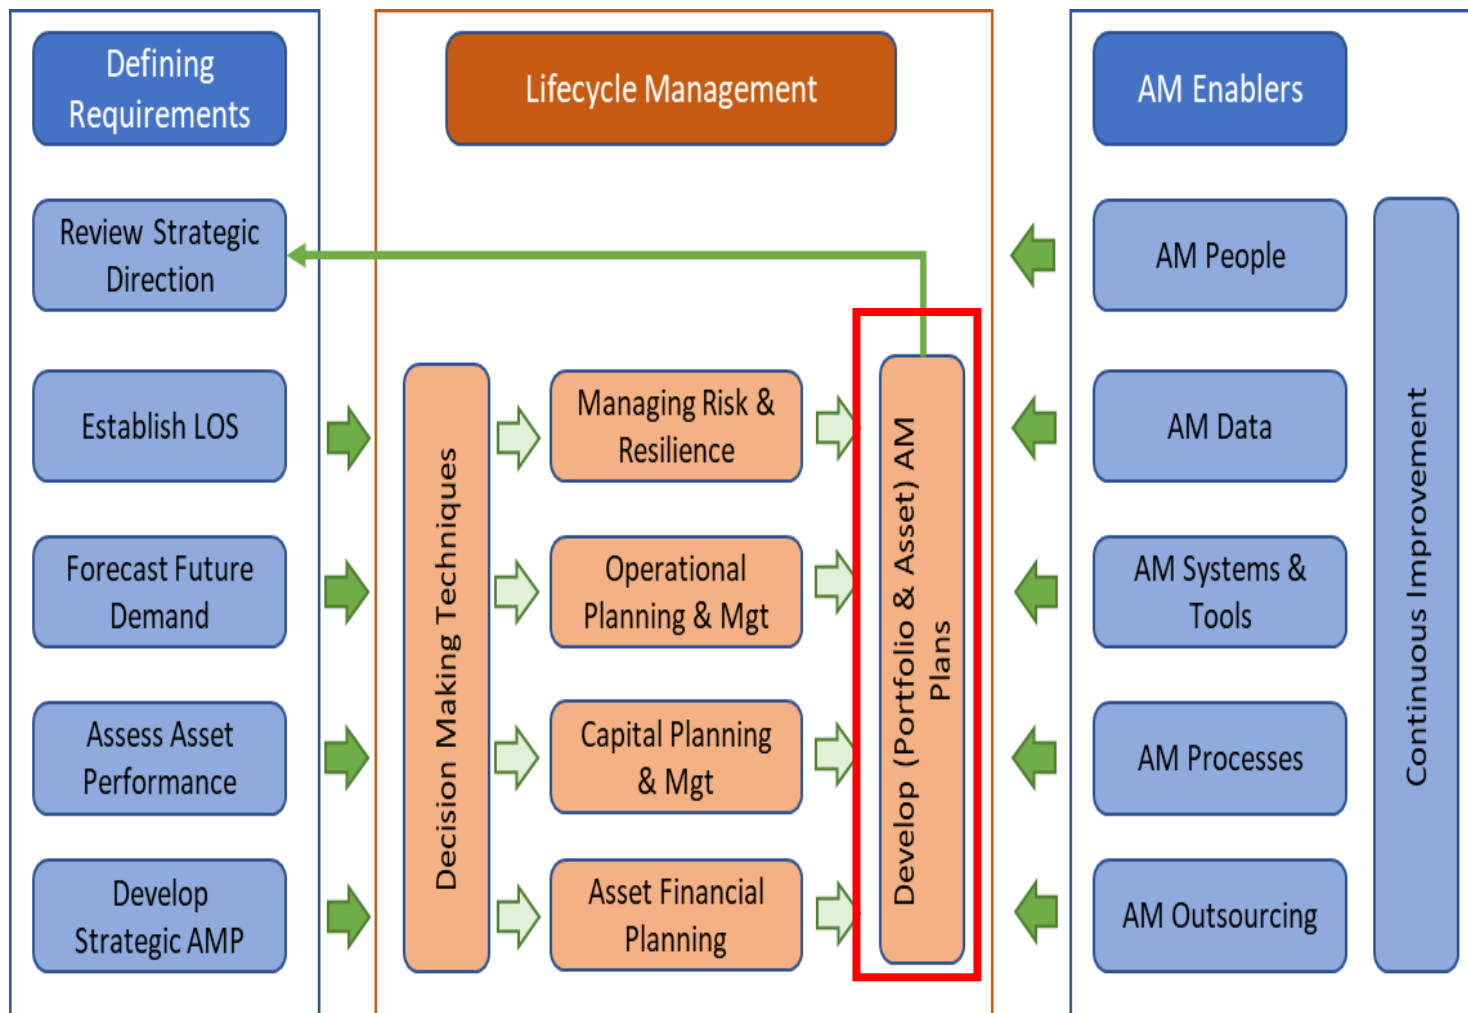 Defining
Requirements
Review Strategic
Direction
Establish LOS
Forecast Future
Demand
Assess Asset
Performance
Develop
Strategic AMP
Lifecycle Management
Decision Making Techniques
Managing Risk &
Resilience
Operational
Planning & Mgt
Capital Planning
& Mgt
Asset Financial
Planning
Develop (Portfolio & Asset) AM
Plans
AM Enablers
AM People
AM Data
AM Systems &
Tools
AM Processes
AM Outsourcing
Continuous Improvement